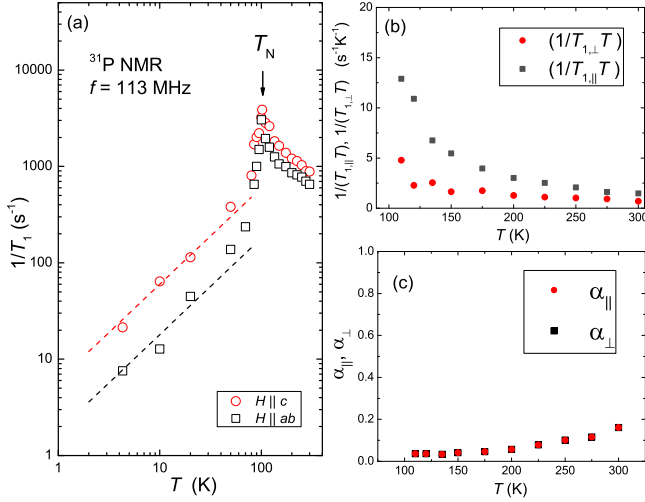 (a)
³¹P NMR
f = 113 MHz
T_N
10000
1000
100
10
1
1/T₁ (s⁻¹)
H || c
H || ab
1 10 100
T (K)
(b)
(1/T₁,⊥T)
(1/T₁,||T)
20
15
10
5
0
1/(T₁,||T), 1/(T₁,⊥T) (s⁻¹K⁻¹)
100 150 200 250 300
T (K)
(c)
α||
α⊥
1.0
0.8
0.6
0.4
0.2
0.0
α||, α⊥
100 150 200 250 300
T (K)